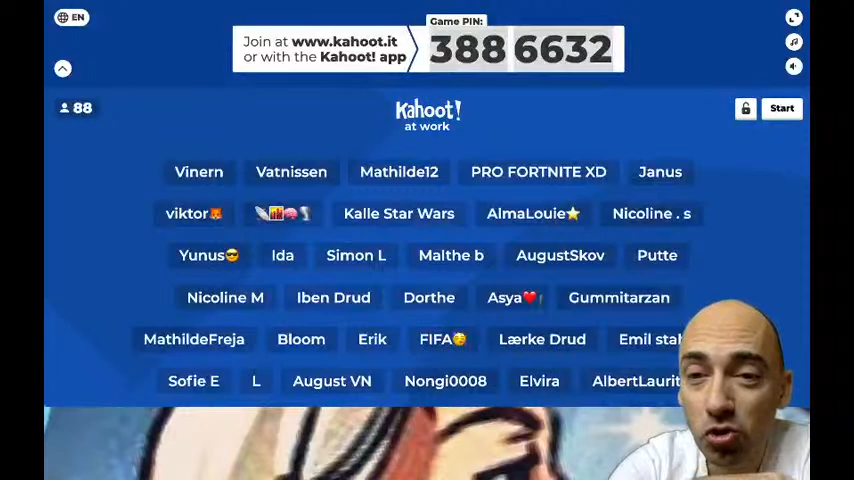 EN
Game PIN:
Join at www.kahoot.it
or with the Kahoot! app
388 6632
88
Kahoot!
at work
Start
Vinern Vatnissen Mathilde12 PRO FORTNITE XD Janus
viktor Kalle Star Wars AlmaLouie Nicoline . s
Yunus Ida Simon L Malthe b AugustSkov Putte
Nicoline M Iben Drud Dorthe Asya Gummitarzan
MathildeFreja Bloom Erik FIFA Lærke Drud Emil
Sofie E L August VN Nongi0008 Elvira